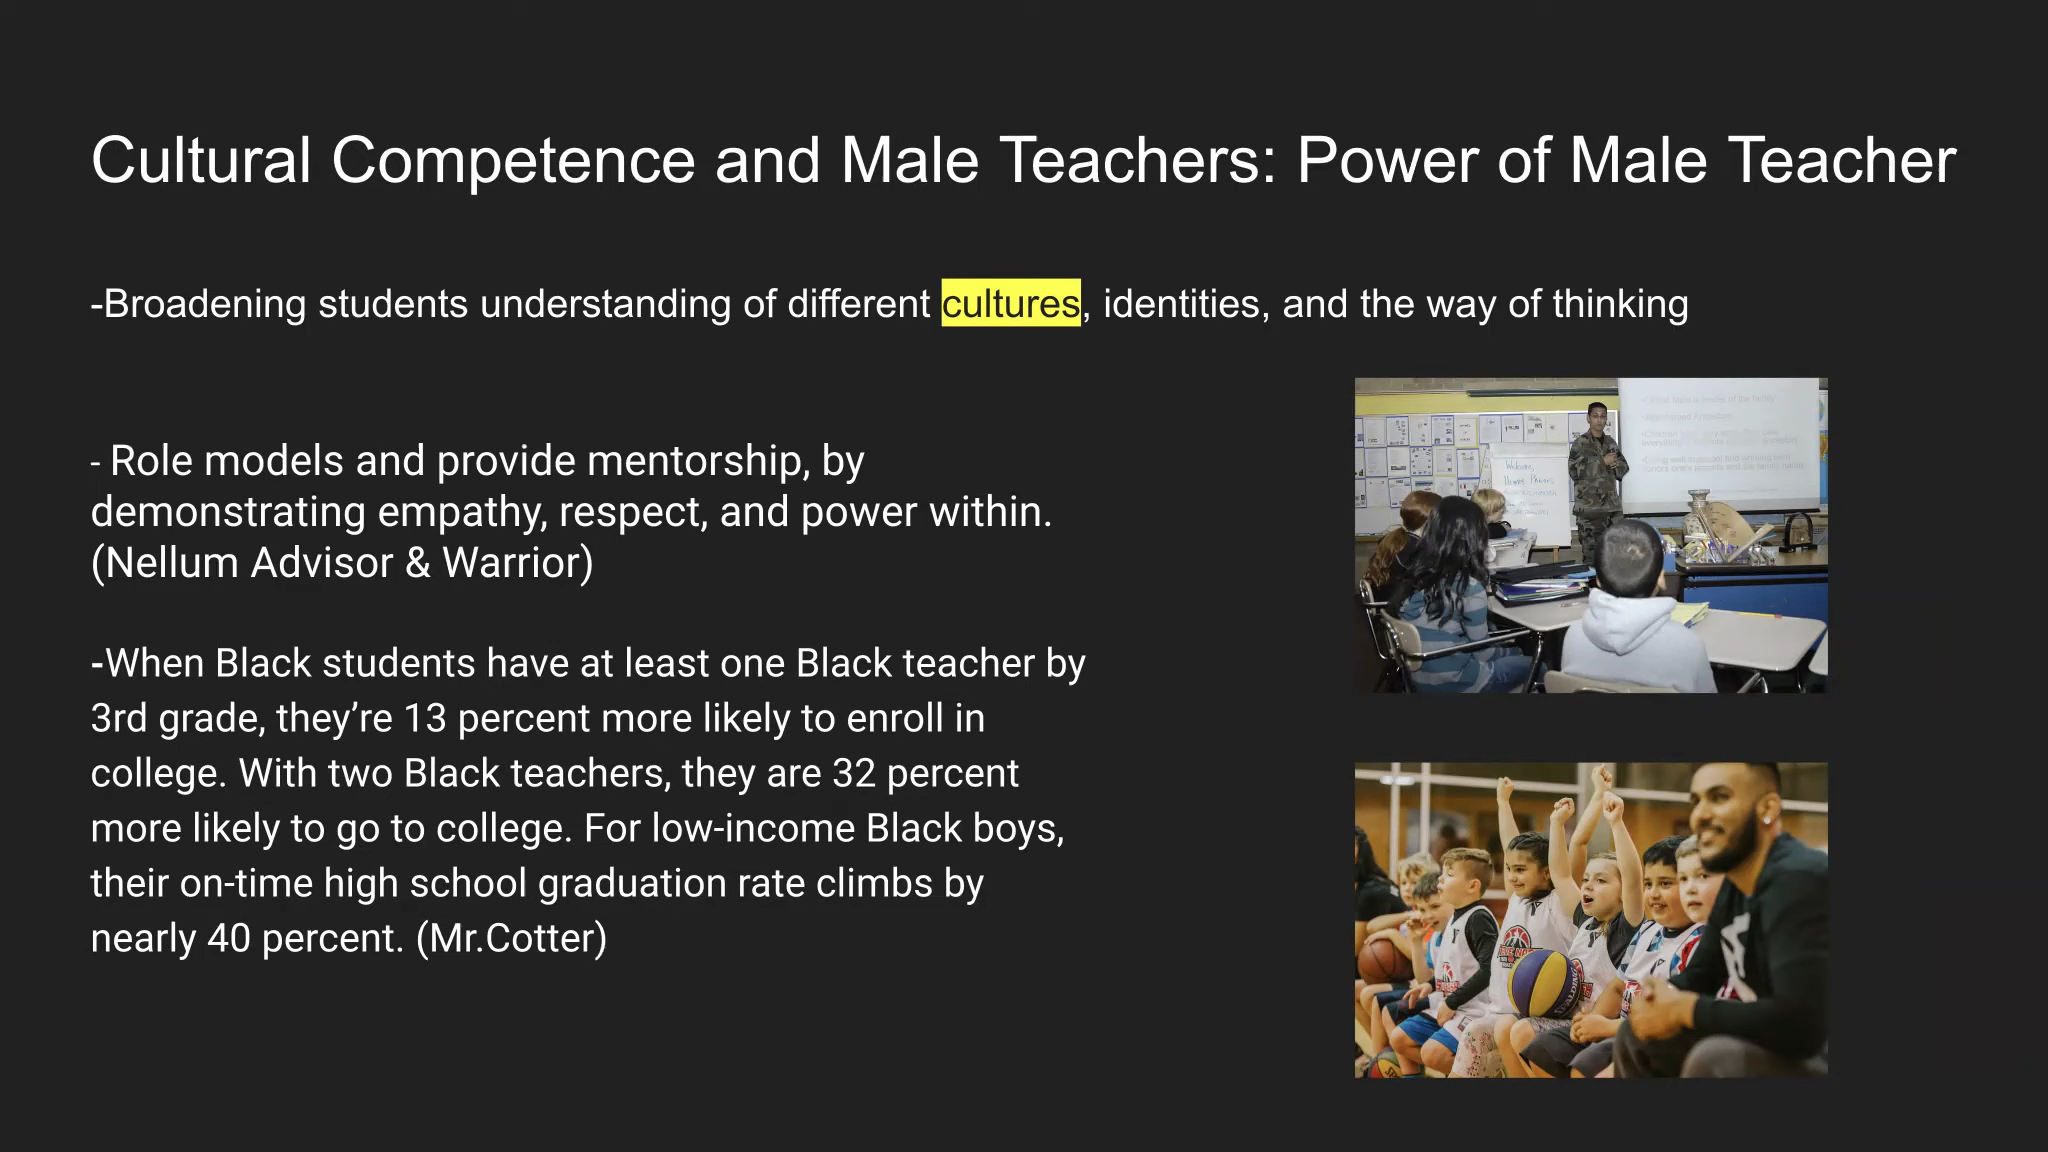 Cultural Competence and Male Teachers: Power of Male Teacher
-Broadening students understanding of different cultures, identities, and the way of thinking
- Role models and provide mentorship, by
demonstrating empathy, respect, and power within.
(Nellum Advisor & Warrior)
-When Black students have at least one Black teacher by
3rd grade, they’re 13 percent more likely to enroll in
college. With two Black teachers, they are 32 percent
more likely to go to college. For low-income Black boys,
their on-time high school graduation rate climbs by
nearly 40 percent. (Mr.Cotter)
Welcome
SPALDING